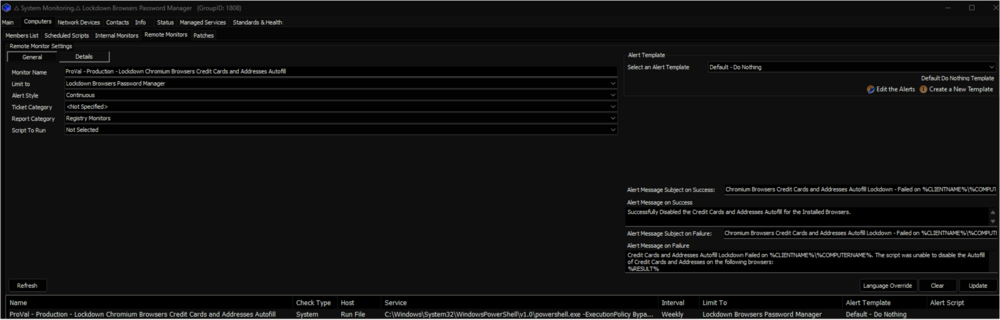 △ System Monitoring.△ Lockdown Browsers Password Manager (GroupID: 1808)
Main Computers Network Devices Contacts Info Status Managed Services Standards & Health
Members List Scheduled Scripts Internal Monitors Remote Monitors Patches
Remote Monitor Settings
General Details
Monitor Name ProVal - Production - Lockdown Chromium Browsers Credit Cards and Addresses Autofill
Limit to Lockdown Browsers Password Manager
Alert Style Continuous
Ticket Category <Not Specified>
Report Category Registry Monitors
Script To Run Not Selected
Alert Template
Select an Alert Template Default - Do Nothing
Default Do Nothing Template
Edit the Alerts Create a New Template
Alert Message Subject on Success: Chromium Browsers Credit Cards and Addresses Autofill Lockdown - Failed on %CLIENTNAME%\%COMPUT
Alert Message on Success
Successfully Disabled the Credit Cards and Addresses Autofill for the Installed Browsers.
Alert Message Subject on Failure: Chromium Browsers Credit Cards and Addresses Autofill Lockdown - Failed on %CLIENTNAME%\%COMPUT
Alert Message on Failure
Credit Cards and Addresses Autofill Lockdown Failed on %CLIENTNAME%\%COMPUTERNAME%. The script was unable to disable the Autofill
of Credit Cards and Addresses on the following browsers:
%RESULT%
Refresh Language Override Clear Update
Name Check Type Host Service Interval Limit To Alert Template Alert Script
ProVal - Production - Lockdown Chromium Browsers Credit Cards and Addresses Autofill System Run File C:\Windows\System32\WindowsPowerShell\v1.0\powershell.exe -ExecutionPolicy Bypa... Weekly Lockdown Browsers Password Manager Default - Do Nothing